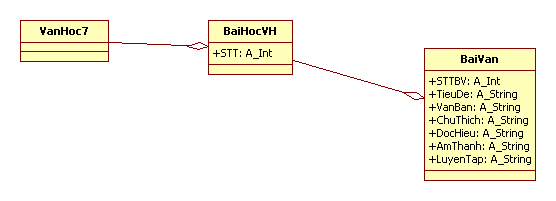 VanHoc7
BaiHocVH
+STT: A_Int
BaiVan
+STTBV: A_Int
+TieuDe: A_String
+VanBan: A_String
+ChuThich: A_String
+DocHieu: A_String
+AmThanh: A_String
+LuyenTap: A_String